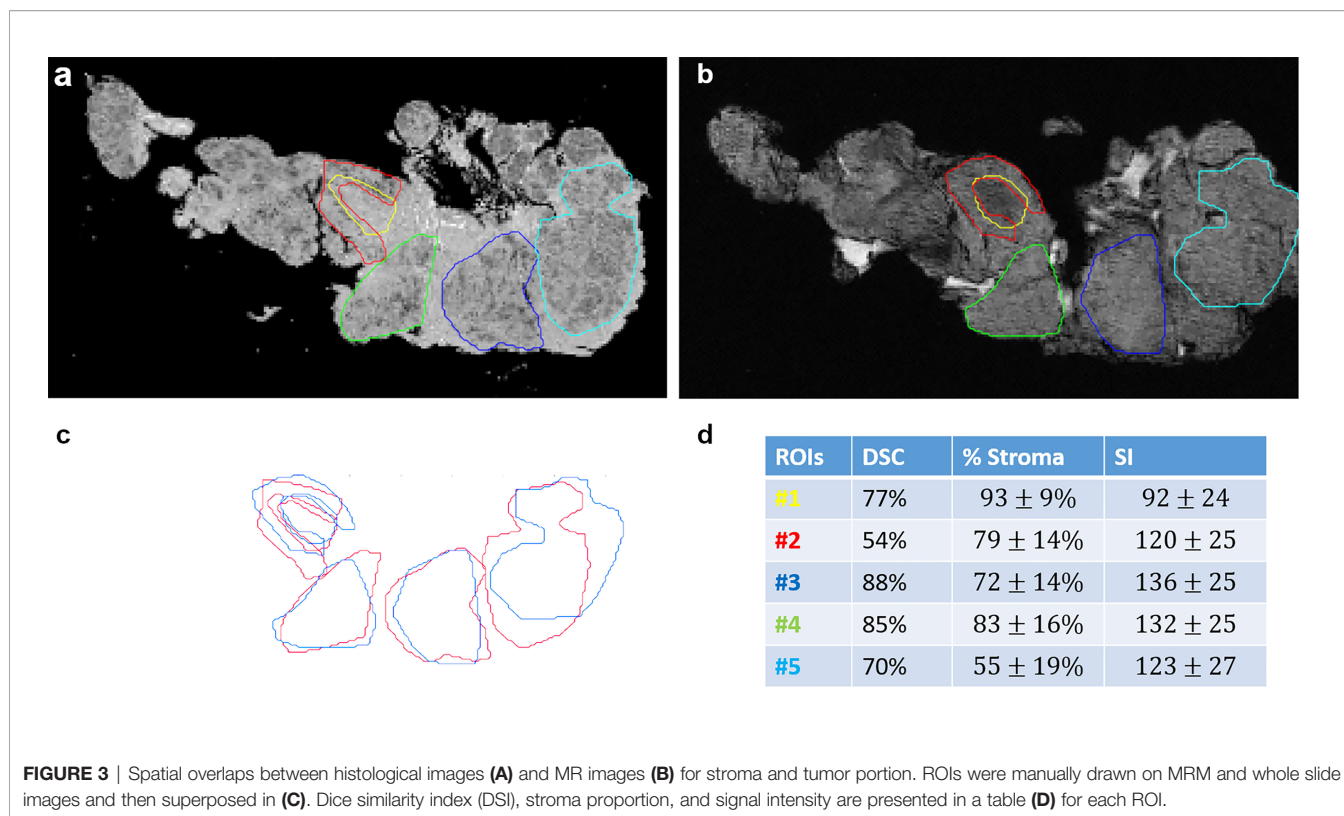 a
b
c
d
ROIs DSC % Stroma SI
#1 77% 93 ± 9% 92 ± 24
#2 54% 79 ± 14% 120 ± 25
#3 88% 72 ± 14% 136 ± 25
#4 85% 83 ± 16% 132 ± 25
#5 70% 55 ± 19% 123 ± 27
FIGURE 3 | Spatial overlaps between histological images (A) and MR images (B) for stroma and tumor portion. ROIs were manually drawn on MRM and whole slide
images and then superposed in (C). Dice similarity index (DSI), stroma proportion, and signal intensity are presented in a table (D) for each ROI.